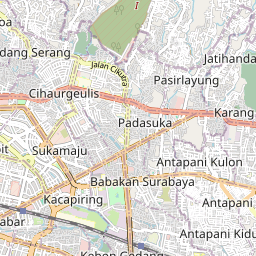 dang Serang
Jalan Cikutra
Jatihanda
Pasirlayung
Cihaurgeulis
Karang
Padasuka
Sukamaju
Antapani Kulon
Babakan Surabaya
Kacapiring
Antapani
abar
Antapani Kidu
Kebon Gedang